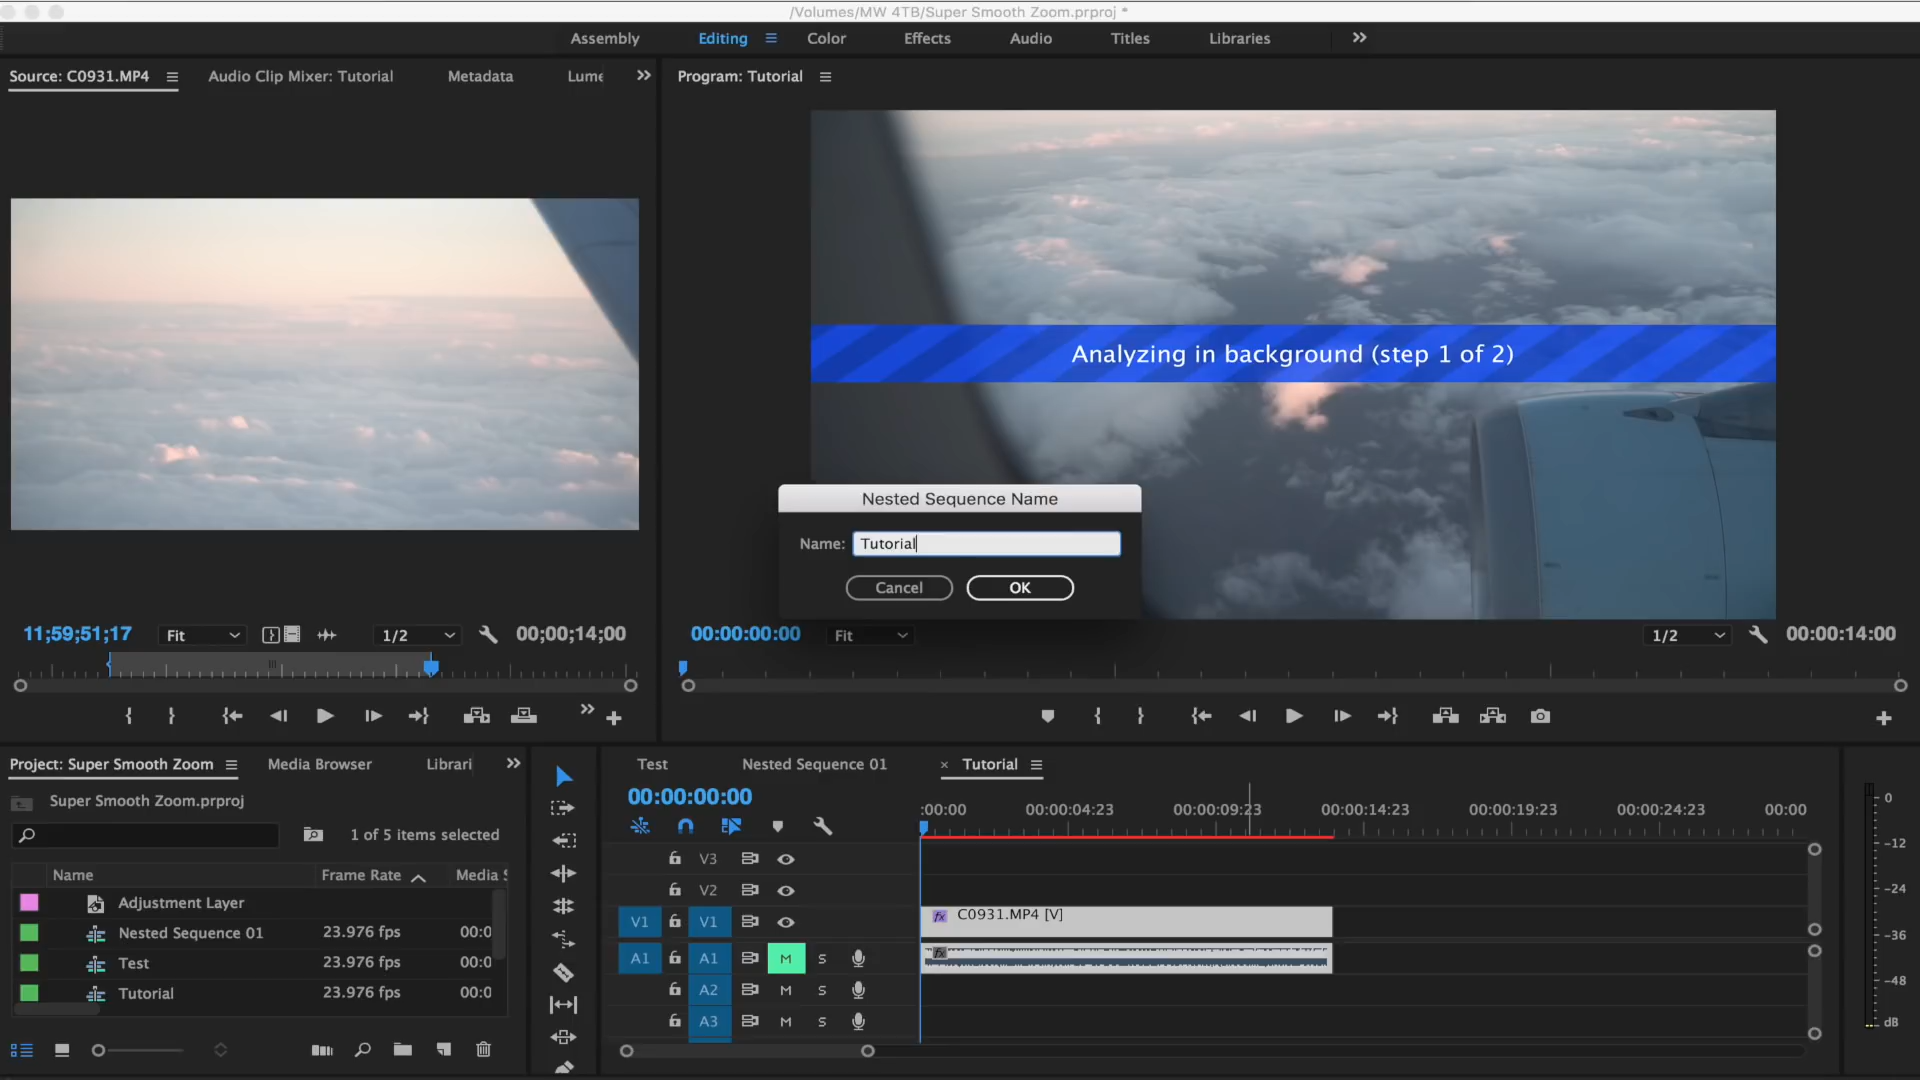 /Volumes/MW 4TB/Super Smooth Zoom.prproj *
Assembly Editing Color Effects Audio Titles Libraries
Source: C0931.MP4 Audio Clip Mixer: Tutorial Metadata Lume
Program: Tutorial
Analyzing in background (step 1 of 2)
Nested Sequence Name
Name: Tutorial
Cancel OK
11;59;51;17 Fit 1/2 00;00;14;00
00:00:00:00 Fit 1/2 00:00:14:00
Project: Super Smooth Zoom Media Browser Librari
Super Smooth Zoom.prproj
1 of 5 items selected
Name Frame Rate Media S
Adjustment Layer
Nested Sequence 01 23.976 fps 00:0
Test 23.976 fps 00:0
Tutorial 23.976 fps 00:0
Test Nested Sequence 01 × Tutorial
00:00:00:00
:00:00 00:00:04:23 00:00:09:23 00:00:14:23 00:00:19:23 00:00:24:23 00:00
V3
V2
V1 V1 fx C0931.MP4 [V]
A1 A1 M S fx
A2 M S
A3 M S
0
-12
-24
-36
-48
dB